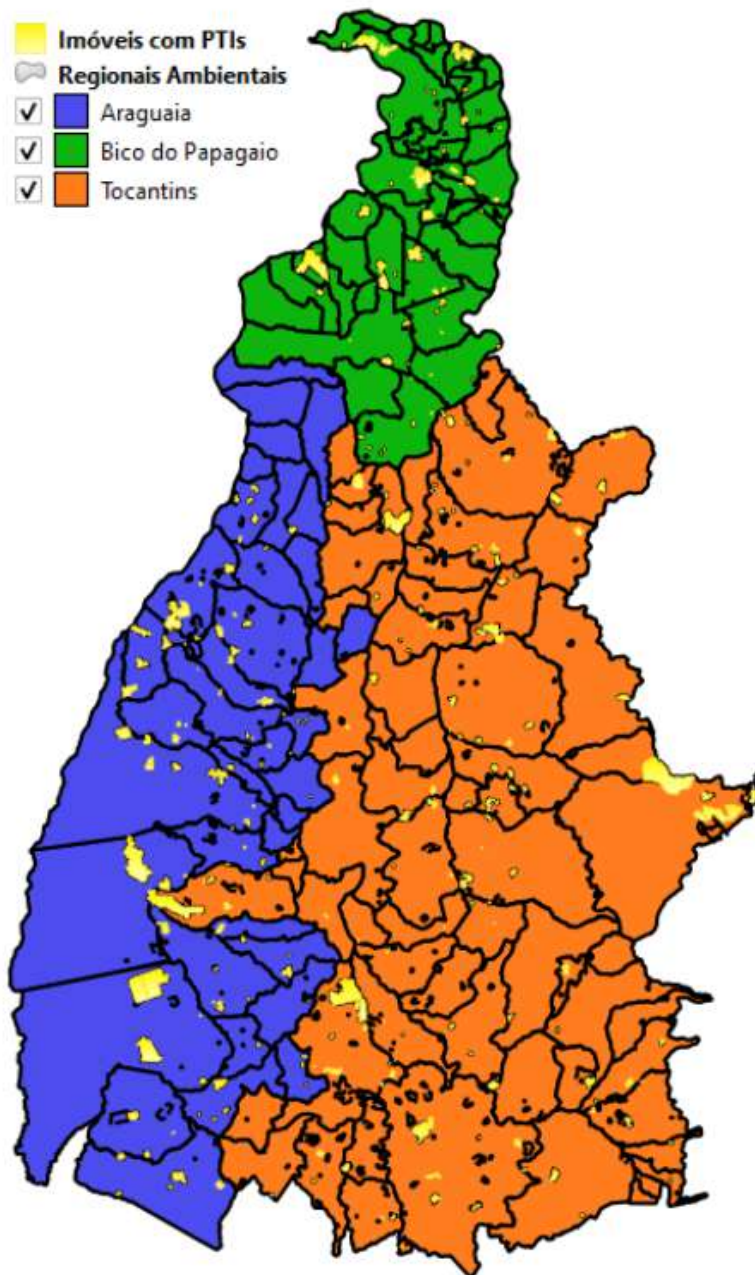 Imóveis com PTIs
Regionais Ambientais
Araguaia
Bico do Papagaio
Tocantins